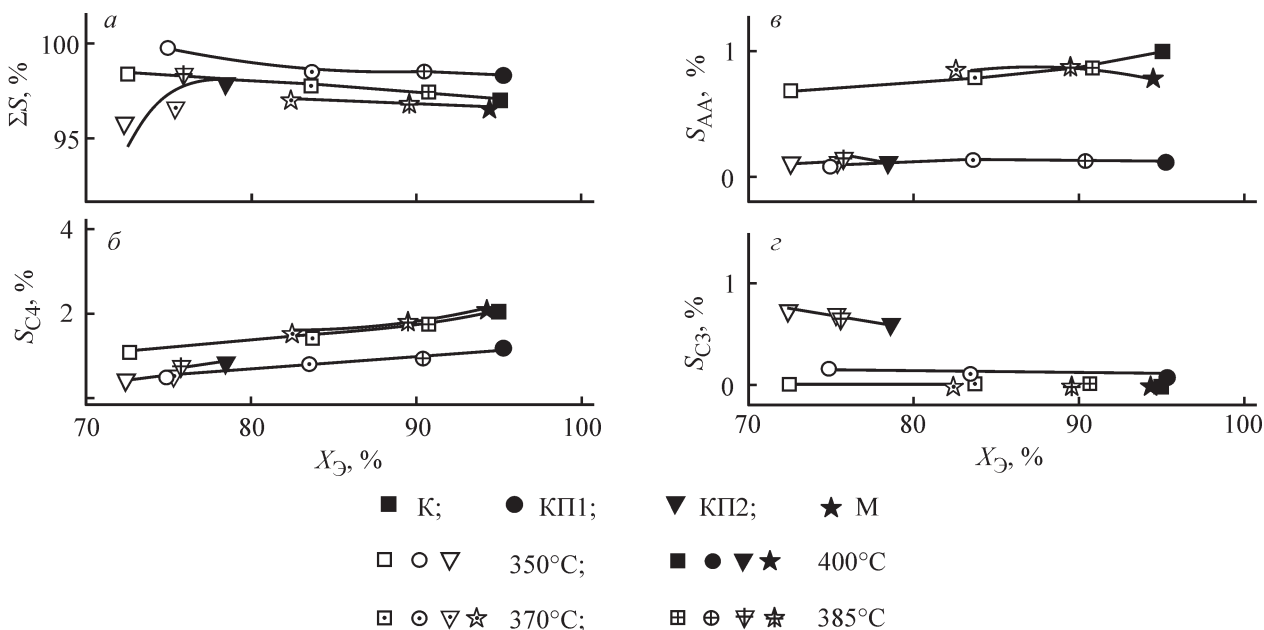 а
100
95
ΣS, %
б
4
2
S_C4, %
70 80 90 100
X_Э, %
в
1
0
S_AA, %
г
1
0
S_C3, %
70 80 90 100
X_Э, %
К; КП1; КП2; М
350°C; 400°C
370°C; 385°C